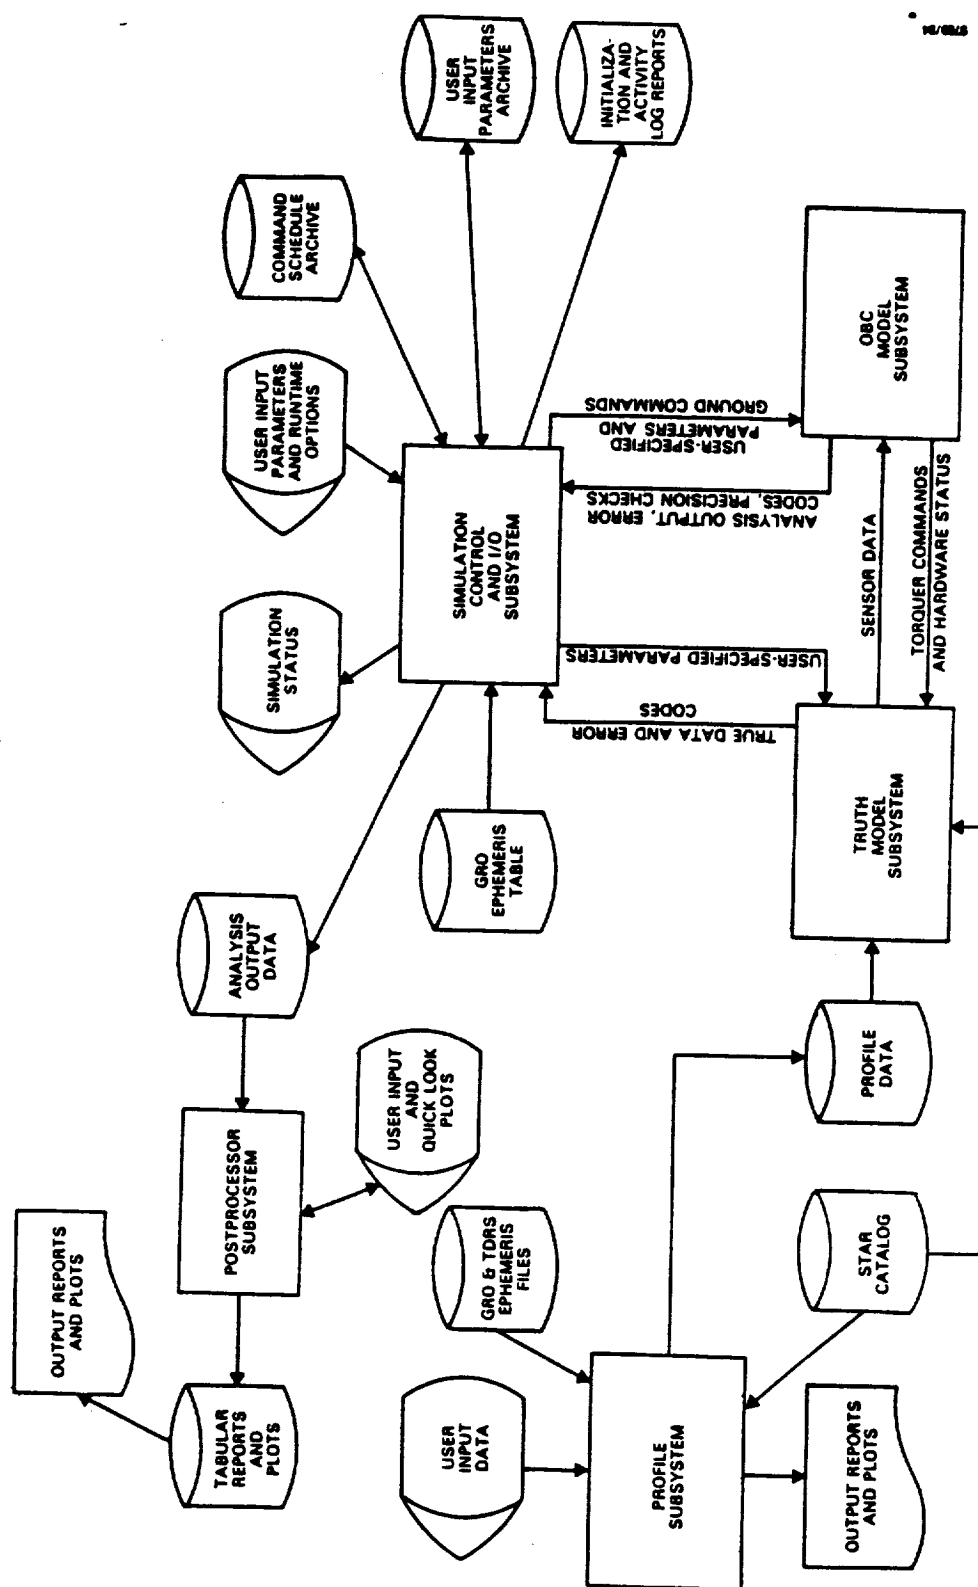 OUTPUT REPORTS
AND PLOTS
TABULAR
REPORTS
AND
PLOTS
POSTPROCESSOR
SUBSYSTEM
ANALYSIS
OUTPUT
DATA
USER INPUT
AND
QUICK LOOK
PLOTS
SIMULATION
STATUS
USER INPUT
PARAMETERS
AND RUNTIME
OPTIONS
COMMAND
SCHEDULE
ARCHIVE
USER
INPUT
PARAMETERS
ARCHIVE
INITIALIZA-
TION AND
ACTIVITY
LOG REPORTS
GRO
EPHEMERIS
TABLE
SIMULATION
CONTROL
AND I/O
SUBSYSTEM
USER
INPUT
DATA
GRO & TDRS
EPHEMERIS
FILES
PROFILE
SUBSYSTEM
TRUE DATA AND ERROR
CODES
USER-SPECIFIED PARAMETERS
ANALYSIS OUTPUT, ERROR
CODES, PRECISION CHECKS
USER-SPECIFIED
PARAMETERS AND
GROUND COMMANDS
OUTPUT REPORTS
AND PLOTS
STAR
CATALOG
PROFILE
DATA
TRUTH
MODEL
SUBSYSTEM
SENSOR DATA
TORQUER COMMANDS
AND HARDWARE STATUS
OBC
MODEL
SUBSYSTEM